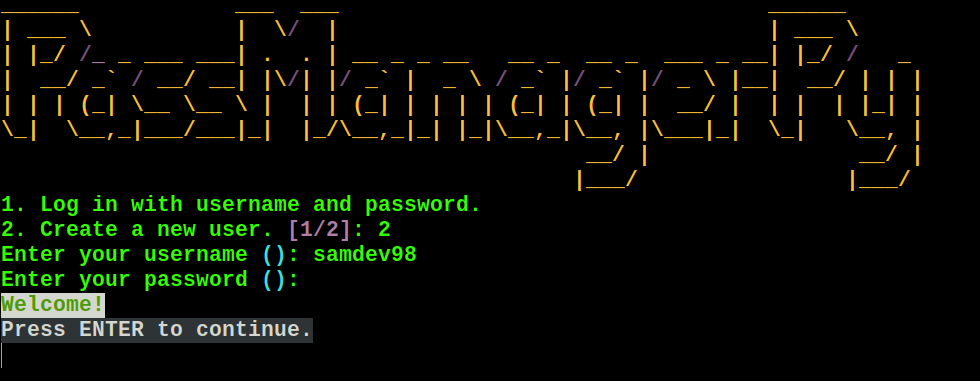 PassManagerPy
1. Log in with username and password.
2. Create a new user. [1/2]: 2
Enter your username (): samdev98
Enter your password ():
Welcome!
Press ENTER to continue.